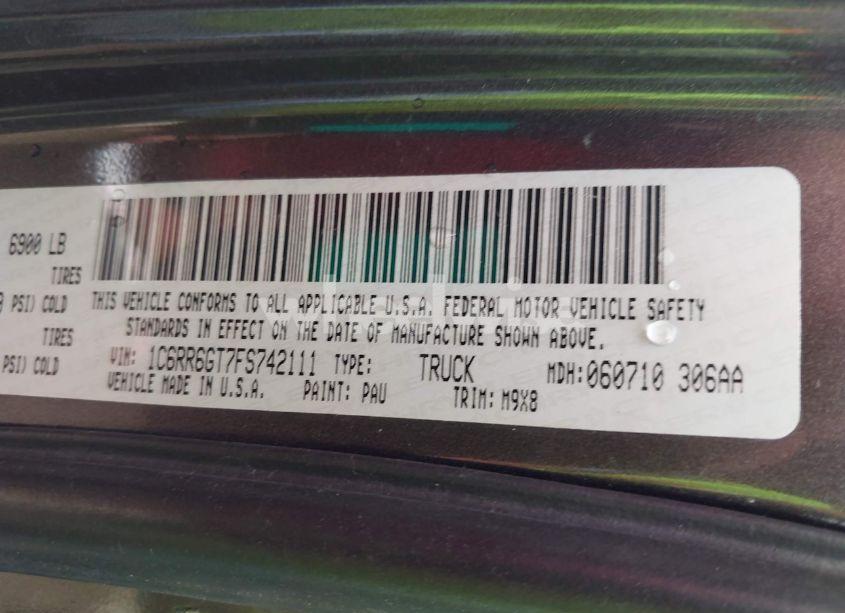 6900 LB
TIRES
PSI) COLD
TIRES
PSI) COLD
THIS VEHICLE CONFORMS TO ALL APPLICABLE U.S.A. FEDERAL MOTOR VEHICLE SAFETY
STANDARDS IN EFFECT ON THE DATE OF MANUFACTURE SHOWN ABOVE.
VIN: 1C6RR6GT7FS742111 TYPE: TRUCK MDH:060710 306AA
VEHICLE MADE IN U.S.A. PAINT: PAU TRIM: M9X8